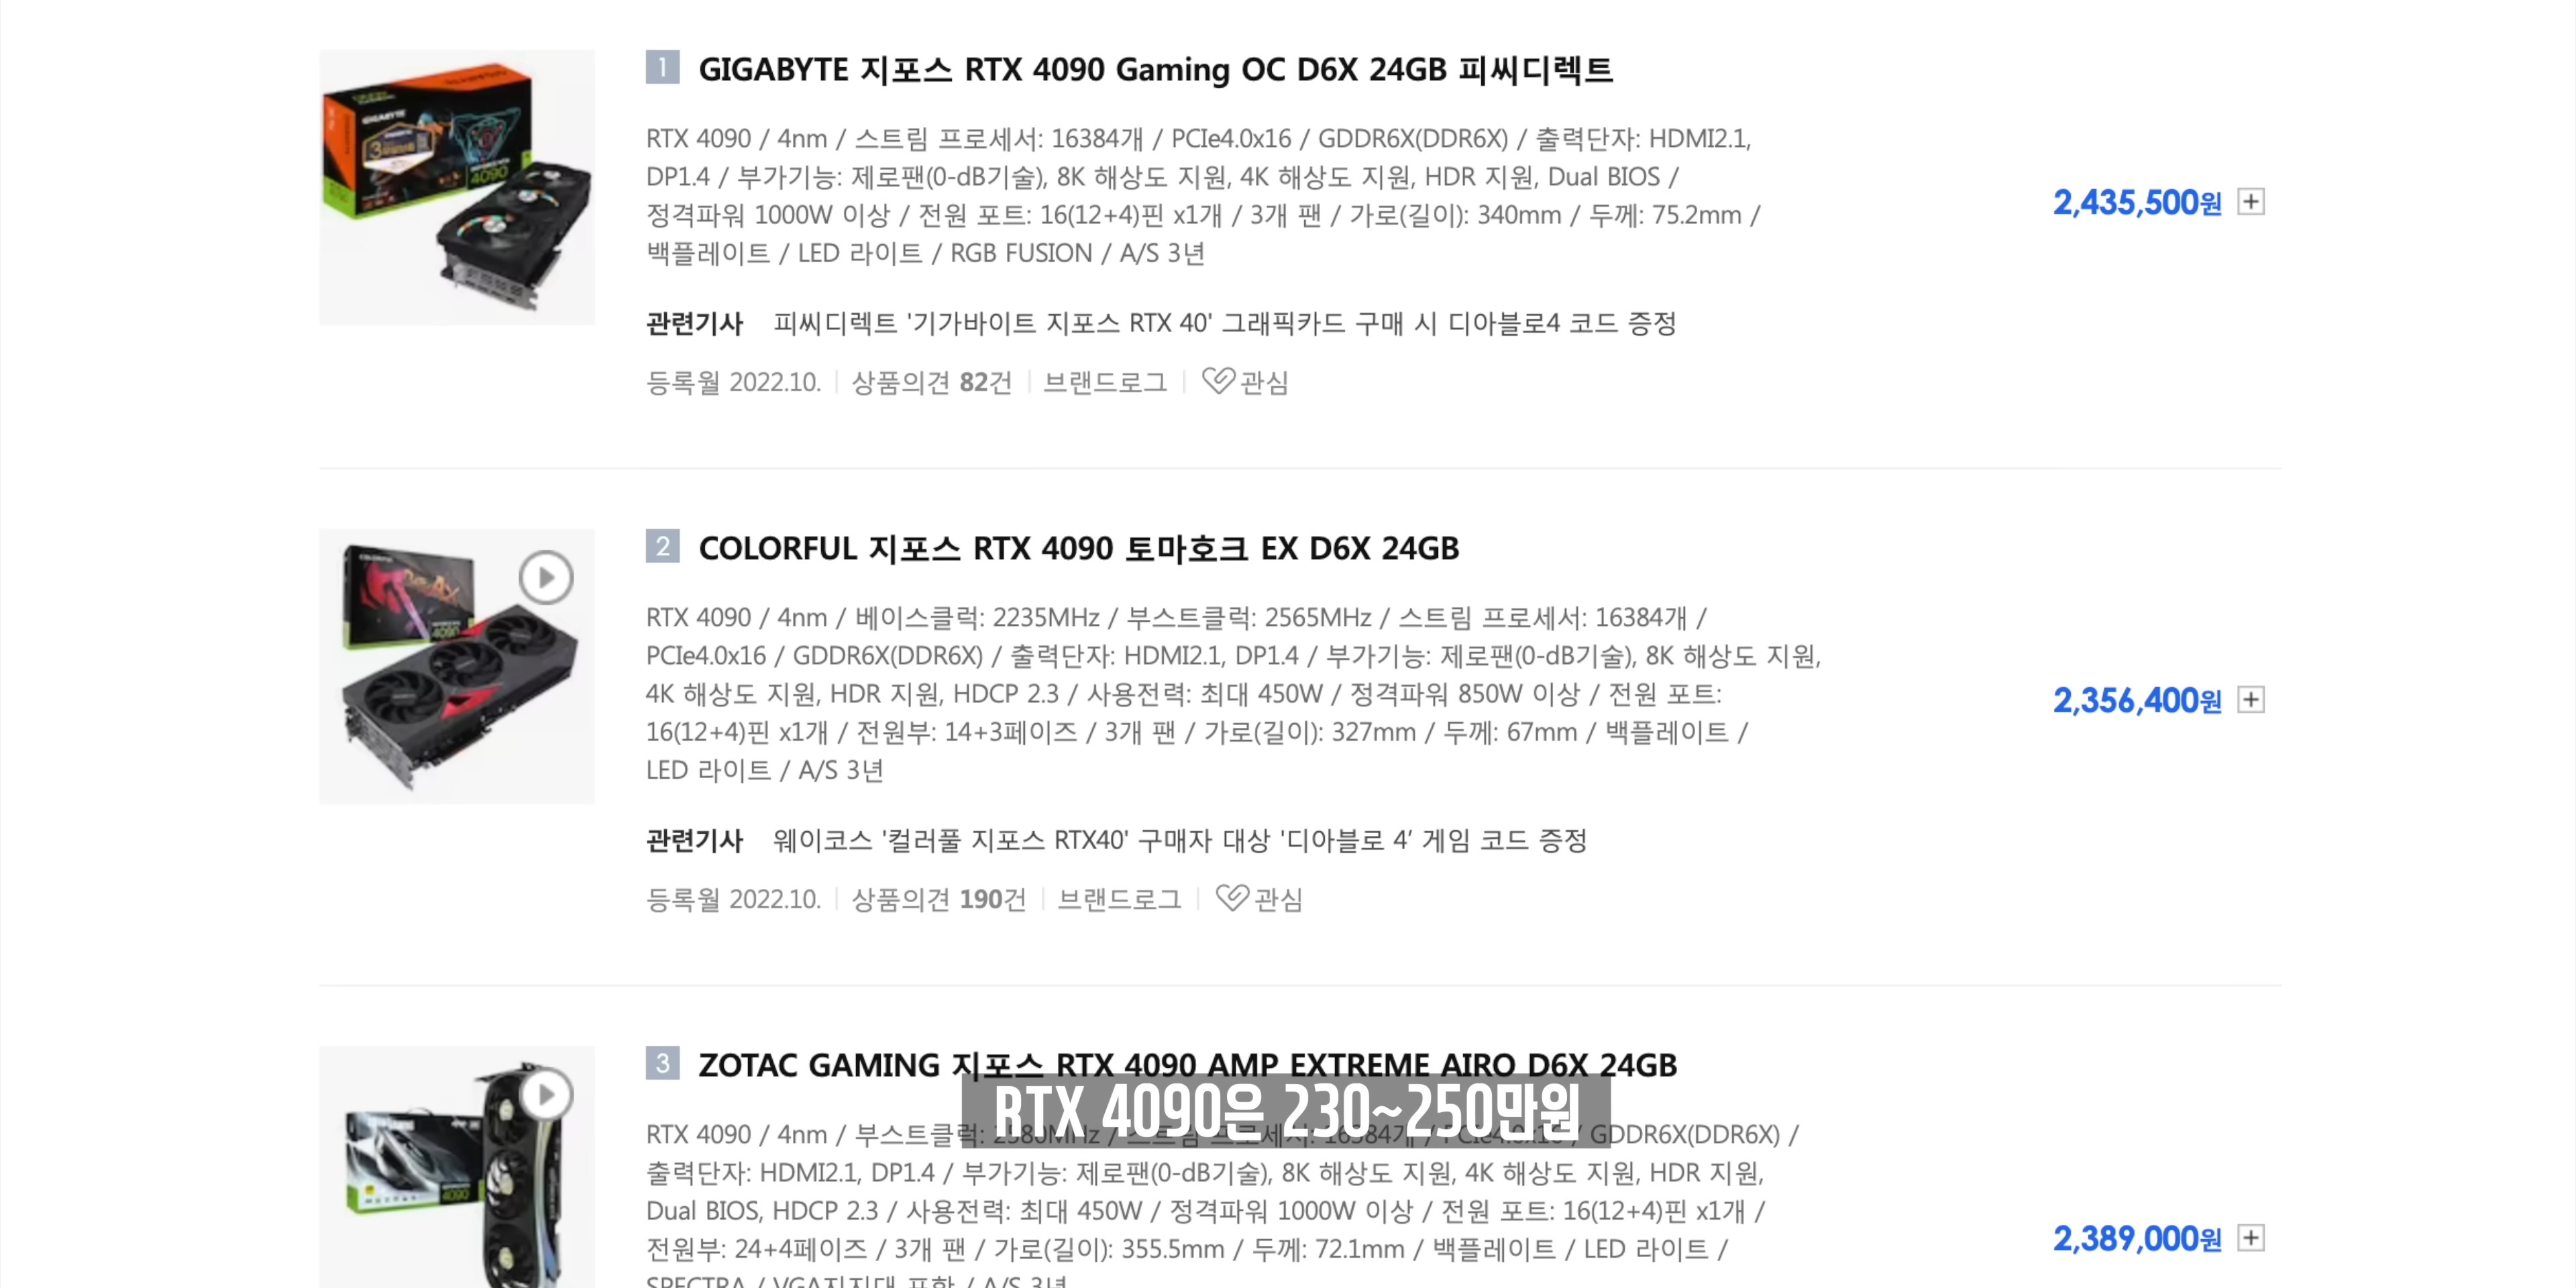 1 GIGABYTE 지포스 RTX 4090 Gaming OC D6X 24GB 피씨디렉트
RTX 4090 / 4nm / 스트림 프로세서: 16384개 / PCIe4.0x16 / GDDR6X(DDR6X) / 출력단자: HDMI2.1,
DP1.4 / 부가기능: 제로팬(0-dB기술), 8K 해상도 지원, 4K 해상도 지원, HDR 지원, Dual BIOS /
정격파워 1000W 이상 / 전원 포트: 16(12+4)핀 x1개 / 3개 팬 / 가로(길이): 340mm / 두께: 75.2mm /
백플레이트 / LED 라이트 / RGB FUSION / A/S 3년
2,435,500원
관련기사 피씨디렉트 '기가바이트 지포스 RTX 40' 그래픽카드 구매 시 디아블로4 코드 증정
등록월 2022.10. 상품의견 82건 브랜드로그 관심
2 COLORFUL 지포스 RTX 4090 토마호크 EX D6X 24GB
RTX 4090 / 4nm / 베이스클럭: 2235MHz / 부스트클럭: 2565MHz / 스트림 프로세서: 16384개 /
PCIe4.0x16 / GDDR6X(DDR6X) / 출력단자: HDMI2.1, DP1.4 / 부가기능: 제로팬(0-dB기술), 8K 해상도 지원,
4K 해상도 지원, HDR 지원, HDCP 2.3 / 사용전력: 최대 450W / 정격파워 850W 이상 / 전원 포트:
16(12+4)핀 x1개 / 전원부: 14+3페이즈 / 3개 팬 / 가로(길이): 327mm / 두께: 67mm / 백플레이트 /
LED 라이트 / A/S 3년
2,356,400원
관련기사 웨이코스 '컬러풀 지포스 RTX40' 구매자 대상 '디아블로 4' 게임 코드 증정
등록월 2022.10. 상품의견 190건 브랜드로그 관심
3 ZOTAC GAMING 지포스 RTX 4090 AMP EXTREME AIRO D6X 24GB
RTX 4090은 230~250만원
RTX 4090 / 4nm / 부스트클럭: 2580MHz / 스트림 프로세서: 16384개 / PCIe4.0x16 / GDDR6X(DDR6X) /
출력단자: HDMI2.1, DP1.4 / 부가기능: 제로팬(0-dB기술), 8K 해상도 지원, 4K 해상도 지원, HDR 지원,
Dual BIOS, HDCP 2.3 / 사용전력: 최대 450W / 정격파워 1000W 이상 / 전원 포트: 16(12+4)핀 x1개 /
전원부: 24+4페이즈 / 3개 팬 / 가로(길이): 355.5mm / 두께: 72.1mm / 백플레이트 / LED 라이트 /
SPECTRA / VGA지지대 포함 / A/S 3년
2,389,000원